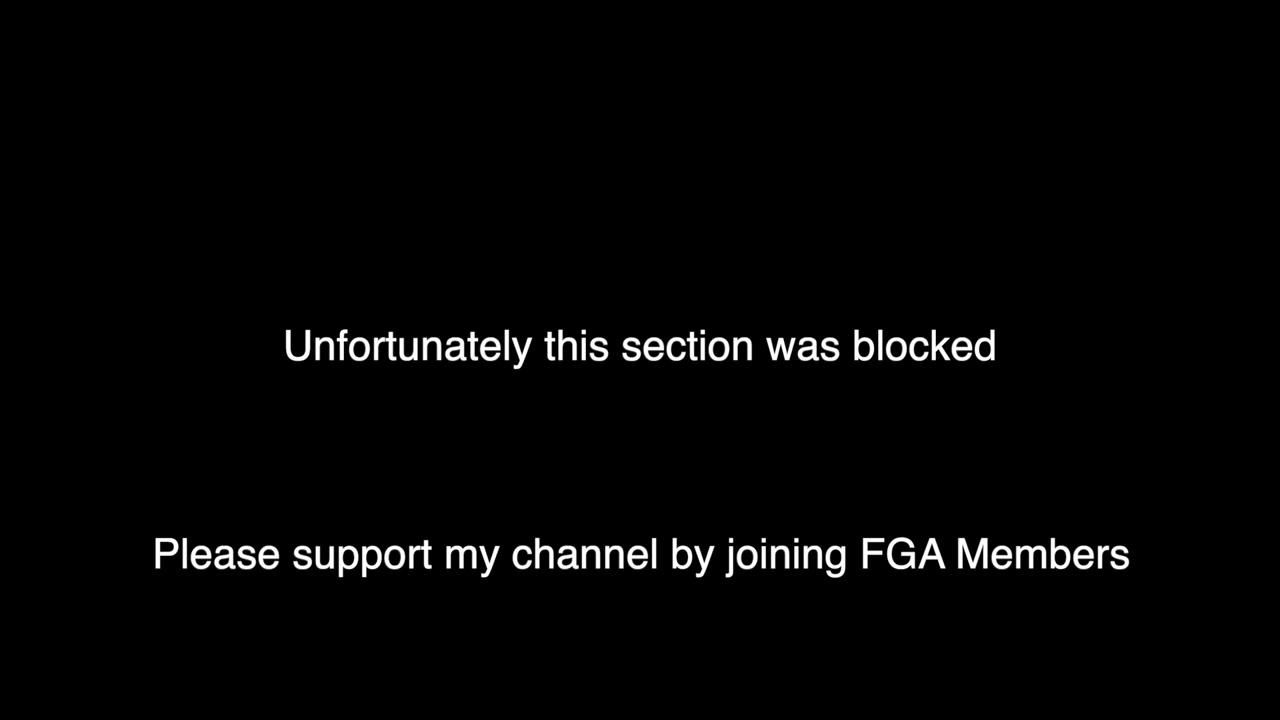 Unfortunately this section was blocked
Please support my channel by joining FGA Members